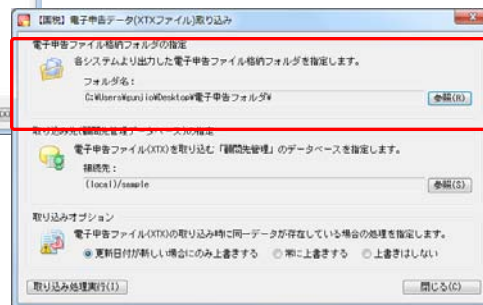 【国税】電子申告データ(XTXファイル)取り込み
電子申告ファイル格納フォルダの指定
各システムより出力した電子申告ファイル格納フォルダを指定します。
フォルダ名：
C:¥Users¥gunjio¥Desktop¥電子申告フォルダ¥
参照(R)
取り込み先(顧問先管理データベース)の指定
電子申告ファイル(XTX)を取り込む「顧問先管理」のデータベースを指定します。
接続先：
(local)/sample
参照(S)
取り込みオプション
電子申告ファイル(XTX)の取り込み時に同一データが存在している場合の処理を指定します。
更新日付が新しい場合にのみ上書きする 常に上書きする 上書きはしない
取り込み処理実行(I) 閉じる(C)